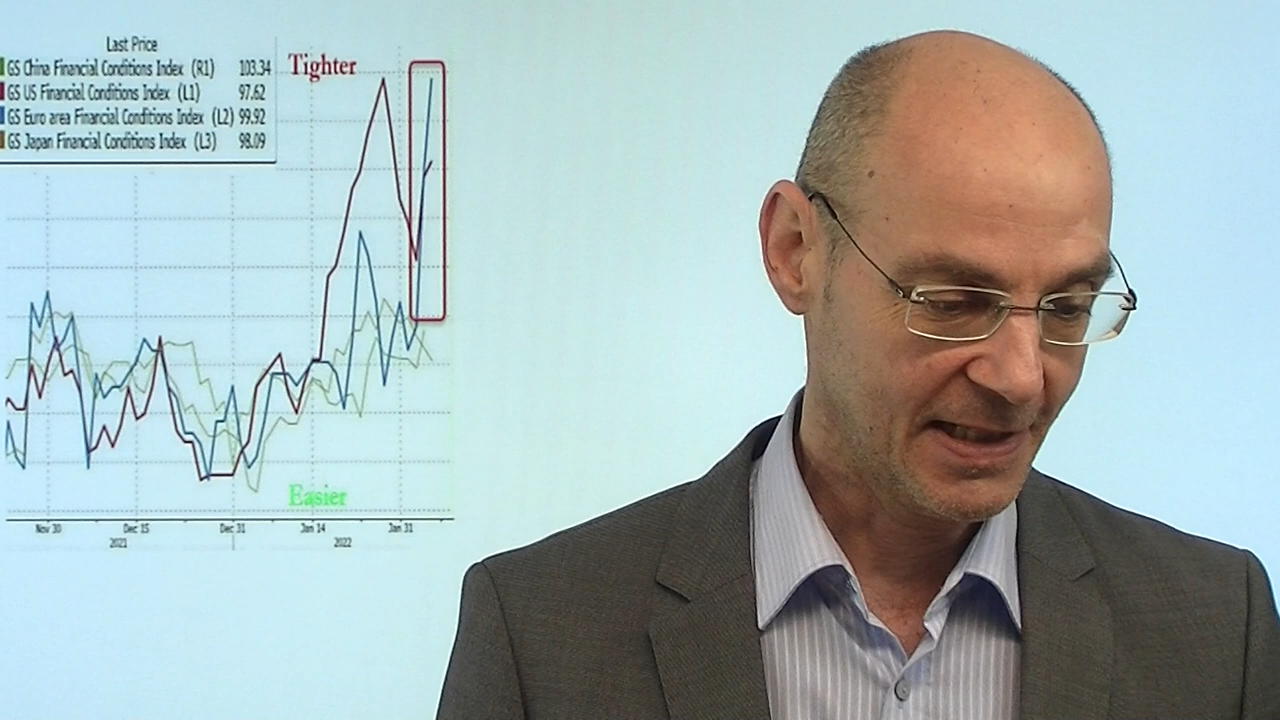 Last Price
GS China Financial Conditions Index (R1) 103.34
GS US Financial Conditions Index (L1) 97.62
GS Euro area Financial Conditions Index (L2) 99.92
GS Japan Financial Conditions Index (L3) 98.09
Tighter
Easier
Nov 30 Dec 15 Dec 31 Jan 14 Jan 31
2021 2022